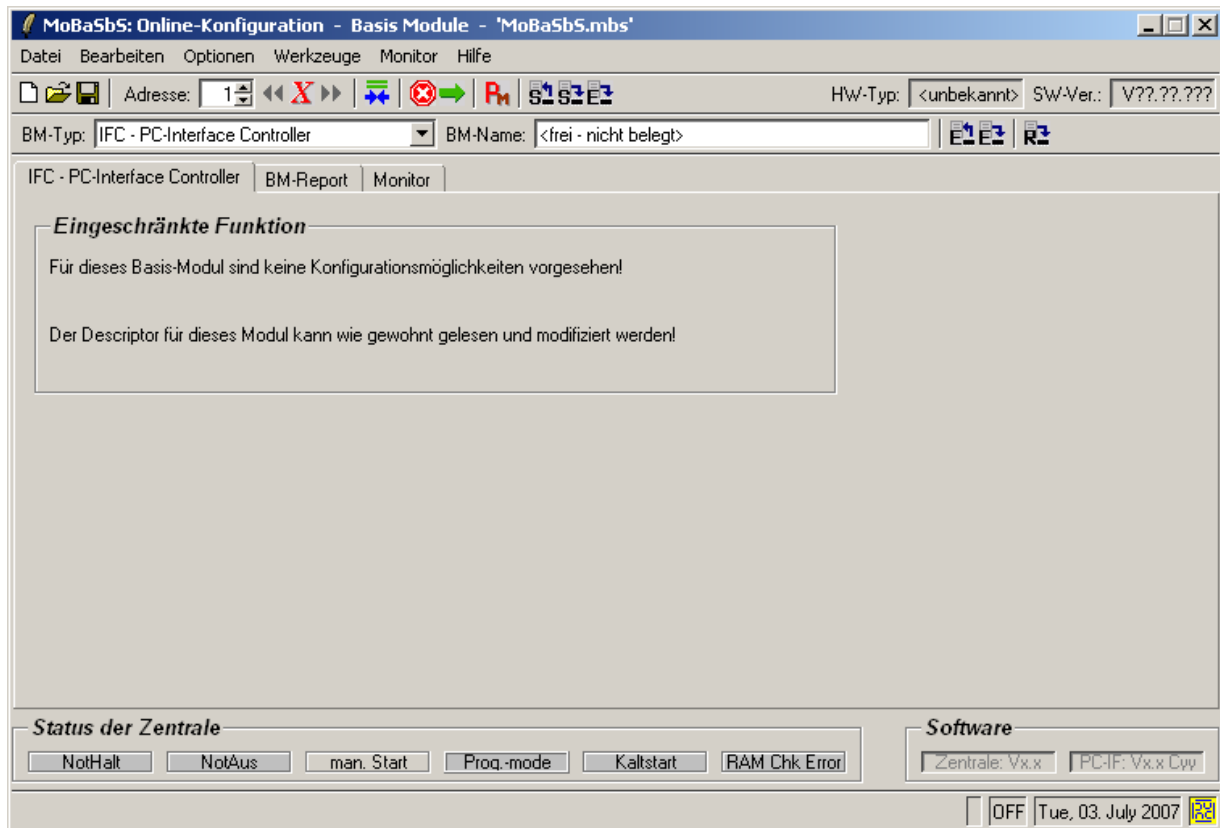 MoBaSbS: Online-Konfiguration - Basis Module - 'MoBaSbS.mbs'
Datei Bearbeiten Optionen Werkzeuge Monitor Hilfe
Adresse: 1 X PM S S E HW-Typ: <unbekannt> SW-Ver.: V??.??.???
BM-Typ: IFC - PC-Interface Controller BM-Name: <frei - nicht belegt> E E R
IFC - PC-Interface Controller BM-Report Monitor
Eingeschränkte Funktion
Für dieses Basis-Modul sind keine Konfigurationsmöglichkeiten vorgesehen!
Der Descriptor für dieses Modul kann wie gewohnt gelesen und modifiziert werden!
Status der Zentrale Software
NotHalt NotAus man. Start Prog.-mode Kaltstart RAM Chk Error Zentrale: Vx.x PC-IF: Vx.x Cyy
OFF Tue, 03. July 2007